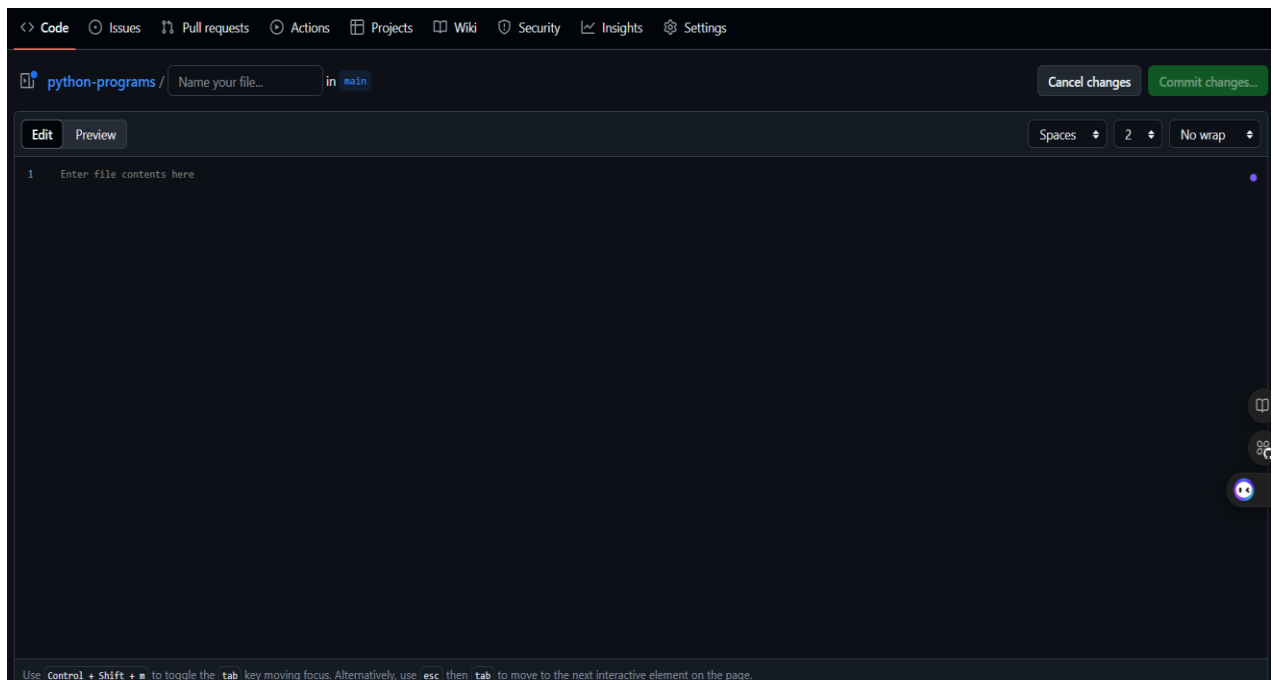 Code Issues Pull requests Actions Projects Wiki Security Insights Settings
python-programs / Name your file... in main Cancel changes Commit changes...
Edit Preview Spaces 2 No wrap
1 Enter file contents here
Use Control + Shift + m to toggle the tab key moving focus. Alternatively, use esc then tab to move to the next interactive element on the page.